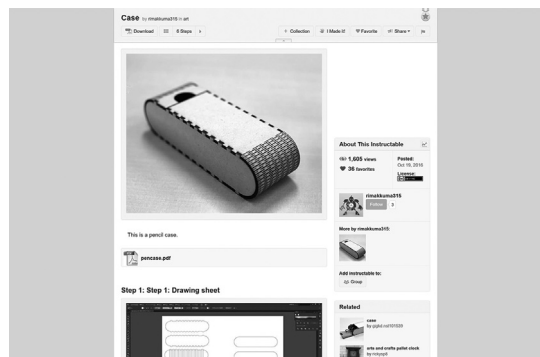 Case by rimakkuma315 in art
Download 6 Steps
+ Collection I Made it! Favorite Share
About This Instructable
1,605 views
36 favorites
Posted:
Oct 19, 2016
License:
rimakkuma315
Follow 2
More by rimakkuma315:
Add instructable to:
Group
This is a pencil case.
pencase.pdf
Step 1: Step 1: Drawing sheet
Related
case
arts and crafts pallet clock